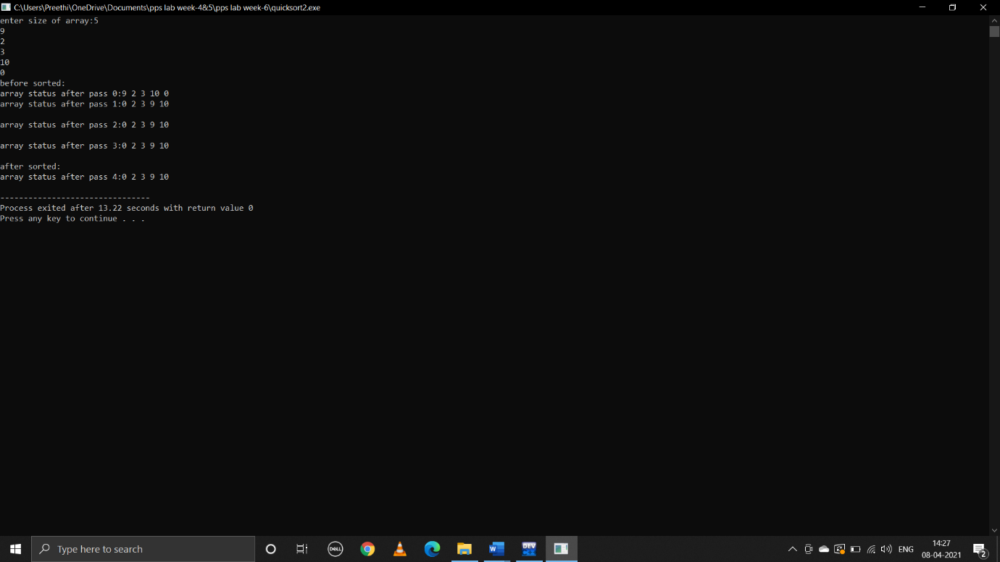 C:\Users\Preethi\OneDrive\Documents\pps lab week-4&5\pps lab week-6\quicksort2.exe
enter size of array:5
9
2
3
10
0
before sorted:
array status after pass 0:9 2 3 10 0
array status after pass 1:0 2 3 9 10
array status after pass 2:0 2 3 9 10
array status after pass 3:0 2 3 9 10
after sorted:
array status after pass 4:0 2 3 9 10
--------------------------------
Process exited after 13.22 seconds with return value 0
Press any key to continue . . .
Type here to search
DELL
W
DEV
C++
ENG
14:27
08-04-2021
2